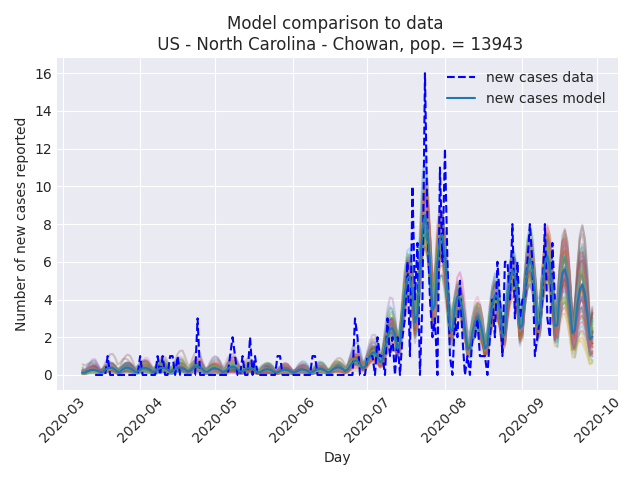 Model comparison to data
US - North Carolina - Chowan, pop. = 13943
new cases data
new cases model
Number of new cases reported
16
14
12
10
8
6
4
2
0
2020-03
2020-04
2020-05
2020-06
2020-07
2020-08
2020-09
2020-10
Day